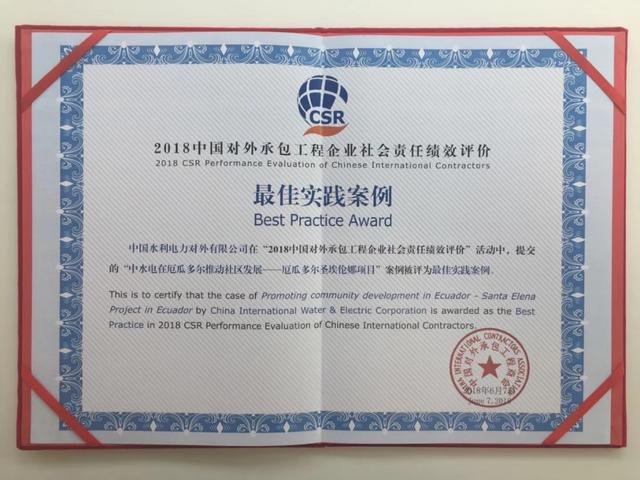 CSR
2018中国对外承包工程企业社会责任绩效评价
2018 CSR Performance Evaluation of Chinese International Contractors
最佳实践案例
Best Practice Award
中国水利电力对外有限公司在“2018中国对外承包工程企业社会责任绩效评价”活动中，提交
的“中水电在厄瓜多尔推动社区发展——厄瓜多尔圣埃伦娜项目”案例被评为最佳实践案例。
This is to certify that the case of Promoting community development in Ecuador - Santa Elena
Project in Ecuador by China International Water & Electric Corporation is awarded as the Best
Practice in 2018 CSR Performance Evaluation of Chinese International Contractors.
CHINA INTERNATIONAL CONTRACTORS ASSOCIATION
中国对外承包工程商会
2018年6月7日
June 7, 2018